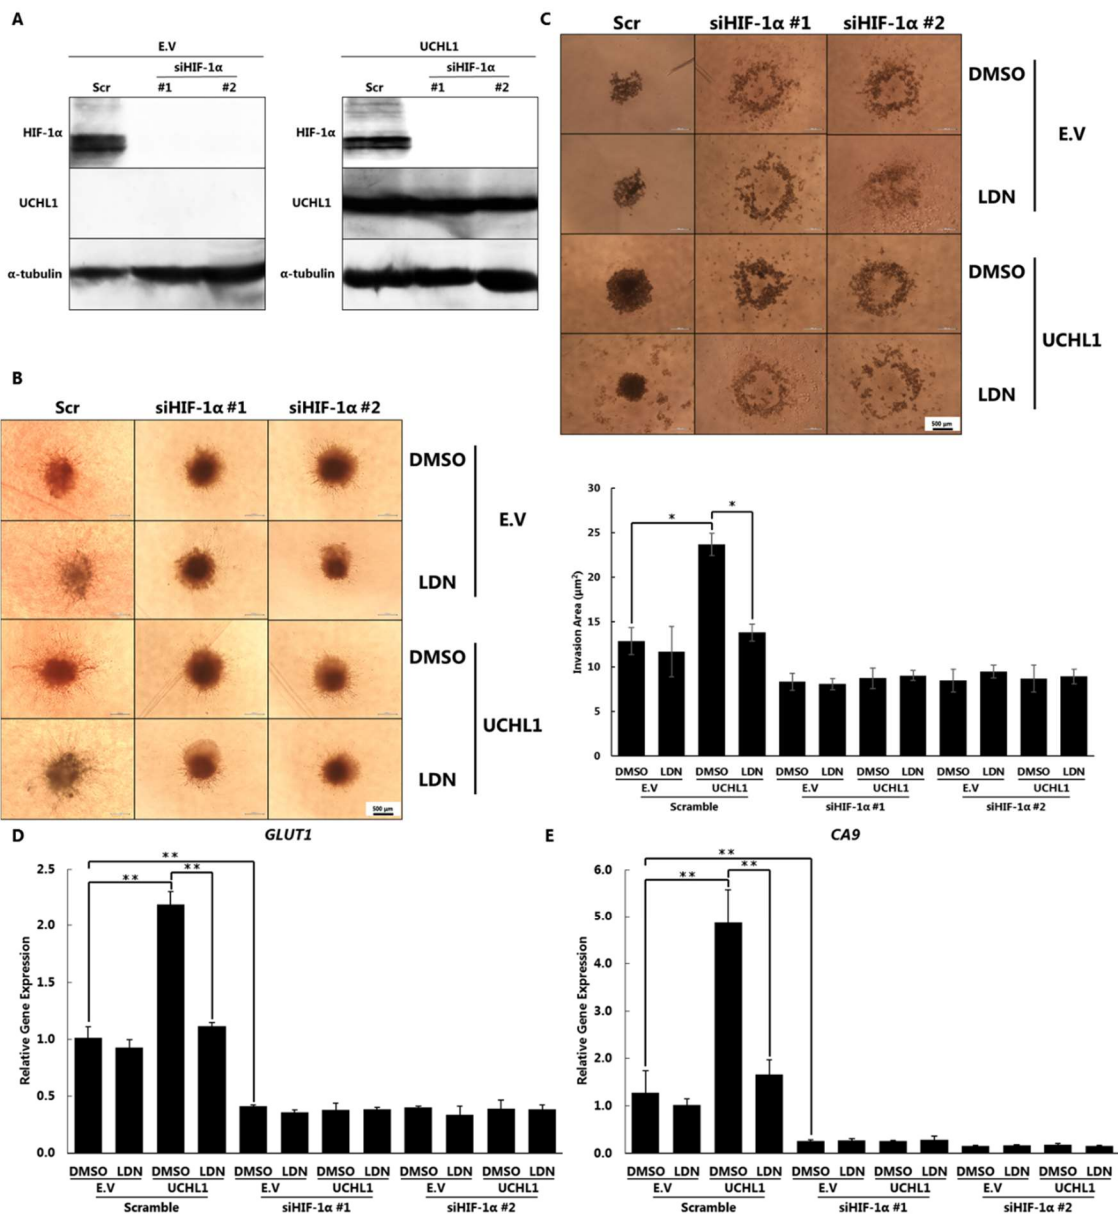 A
E.V
siHIF-1α
Scr #1 #2
HIF-1α
UCHL1
α-tubulin
UCHL1
siHIF-1α
Scr #1 #2
HIF-1α
UCHL1
α-tubulin
B
Scr siHIF-1α #1 siHIF-1α #2
DMSO
E.V
LDN
DMSO
UCHL1
LDN
500 μm
C
Scr siHIF-1α #1 siHIF-1α #2
DMSO
E.V
LDN
DMSO
UCHL1
LDN
500 μm
Invasion Area (μm²)
30
25
20
15
10
5
0
* *
DMSO LDN DMSO LDN DMSO LDN DMSO LDN DMSO LDN DMSO LDN
E.V UCHL1 E.V UCHL1 E.V UCHL1
Scramble siHIF-1α #1 siHIF-1α #2
D
GLUT1
Relative Gene Expression
2.5
2.0
1.5
1.0
0.5
0.0
**
** **
DMSO LDN DMSO LDN DMSO LDN DMSO LDN DMSO LDN DMSO LDN
E.V UCHL1 E.V UCHL1 E.V UCHL1
Scramble siHIF-1α #1 siHIF-1α #2
E
CA9
Relative Gene Expression
6.0
5.0
4.0
3.0
2.0
1.0
0.0
**
** **
DMSO LDN DMSO LDN DMSO LDN DMSO LDN DMSO LDN DMSO LDN
E.V UCHL1 E.V UCHL1 E.V UCHL1
Scramble siHIF-1α #1 siHIF-1α #2